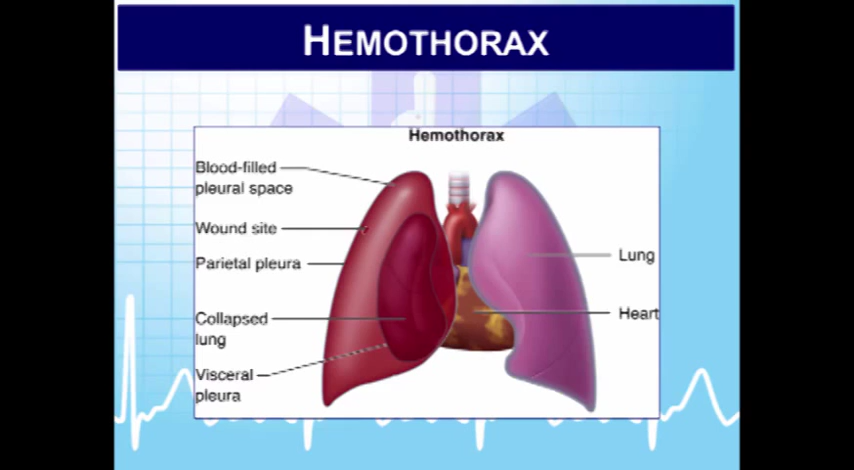 HEMOTHORAX
Hemothorax
Blood-filled
pleural space
Wound site
Parietal pleura
Collapsed
lung
Visceral
pleura
Lung
Heart